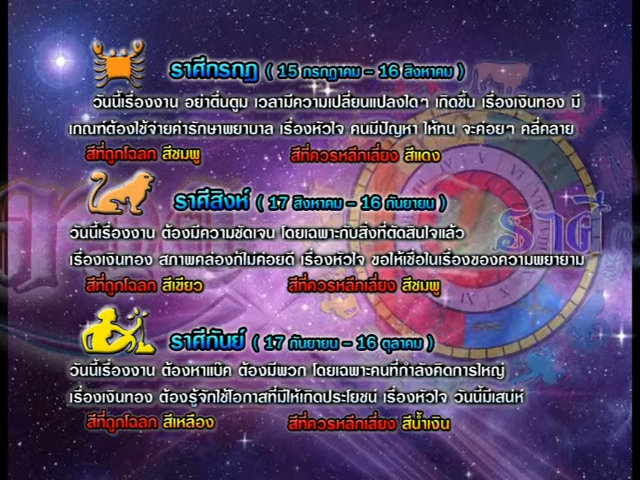 ราศีกรกฎ ( 15 กรกฎาคม - 16 สิงหาคม )
วันนี้เรื่องงาน อย่าตื่นตูม เวลามีความเปลี่ยนแปลงใดๆ เกิดขึ้น เรื่องเงินทอง มี
เกณฑ์ต้องใช้จ่ายค่ารักษาพยาบาล เรื่องหัวใจ คนมีปัญหา ให้ทน จะค่อยๆ คลี่คลาย
สีที่ถูกโฉลก สีชมพู สีที่ควรหลีกเลี่ยง สีแดง
ราศีสิงห์ ( 17 สิงหาคม - 16 กันยายน )
วันนี้เรื่องงาน ต้องมีความชัดเจน โดยเฉพาะกับสิ่งที่ตัดสินใจแล้ว
ราศี
เรื่องเงินทอง สภาพคล่องก็ไม่ค่อยดี เรื่องหัวใจ ขอให้เชื่อในเรื่องของความพยายาม
สีที่ถูกโฉลก สีเขียว สีที่ควรหลีกเลี่ยง สีชมพู
ราศีกันย์ ( 17 กันยายน - 16 ตุลาคม )
วันนี้เรื่องงาน ต้องหาแบ๊ค ต้องมีพวก โดยเฉพาะคนที่กำลังคิดการใหญ่
เรื่องเงินทอง ต้องรู้จักใช้โอกาสที่มีให้เกิดประโยชน์ เรื่องหัวใจ วันนี้มีเสน่ห์
สีที่ถูกโฉลก สีเหลือง สีที่ควรหลีกเลี่ยง สีน้ำเงิน